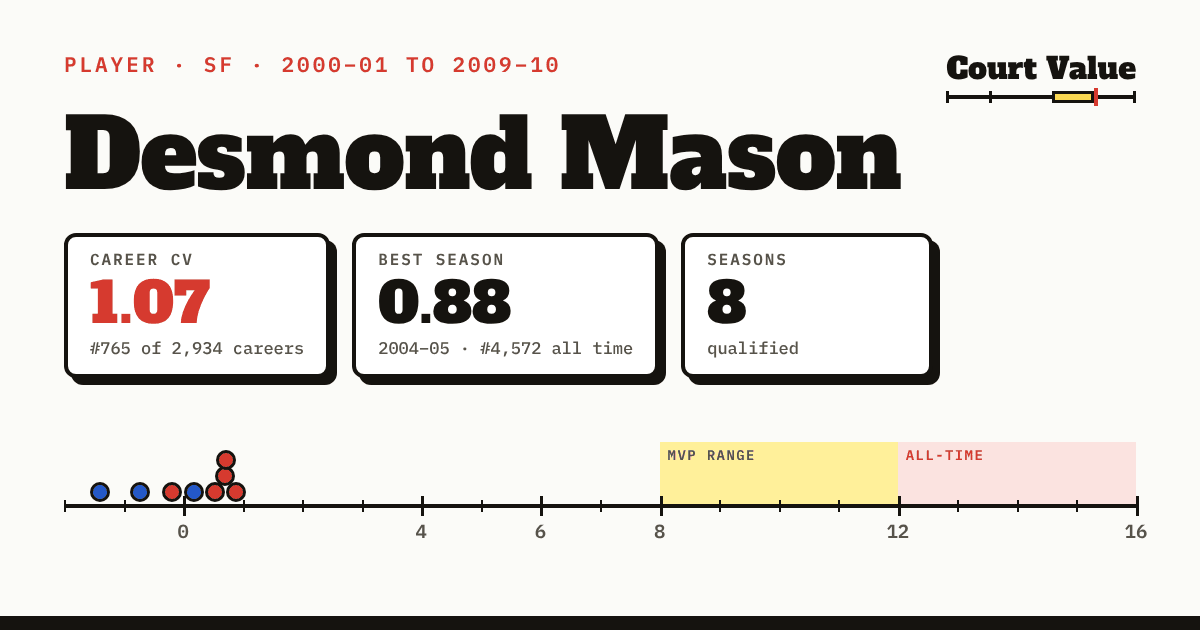 PLAYER · SF · 2000–01 TO 2009–10
Court Value
Desmond Mason
CAREER CV
1.07
#765 of 2,934 careers
BEST SEASON
0.88
2004–05 · #4,572 all time
SEASONS
8
qualified
MVP RANGE
ALL-TIME
0 4 6 8 12 16